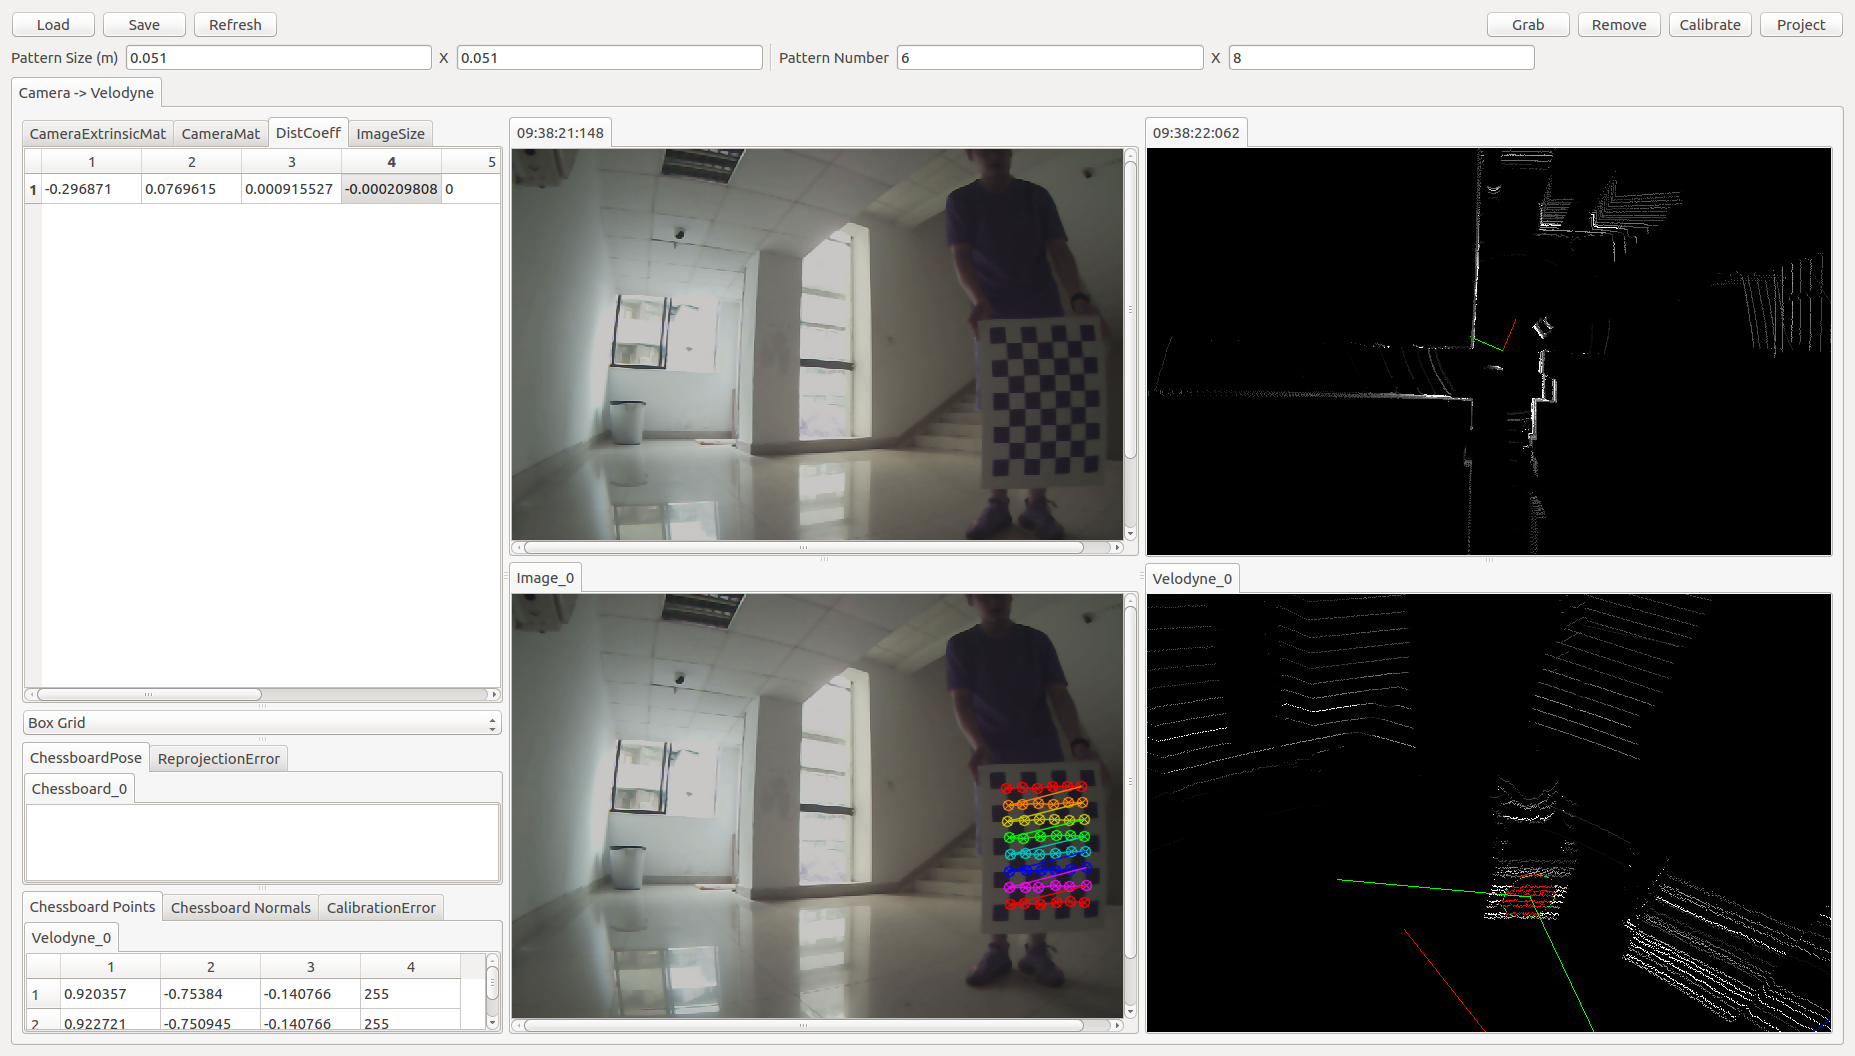 Load Save Refresh Grab Remove Calibrate Project
Pattern Size (m) 0.051 X 0.051 Pattern Number 6 X 8
Camera -> Velodyne
CameraExtrinsicMat CameraMat DistCoeff ImageSize
1 2 3 4 5
1 -0.296871 0.0769615 0.000915527 -0.000209808 0
09:38:21:148
09:38:22:062
Box Grid
ChessboardPose ReprojectionError
Chessboard_0
Chessboard Points Chessboard Normals CalibrationError
Velodyne_0
1 2 3 4
1 0.920357 -0.75384 -0.140766 255
2 0.922721 -0.750945 -0.140766 255
Image_0
Velodyne_0